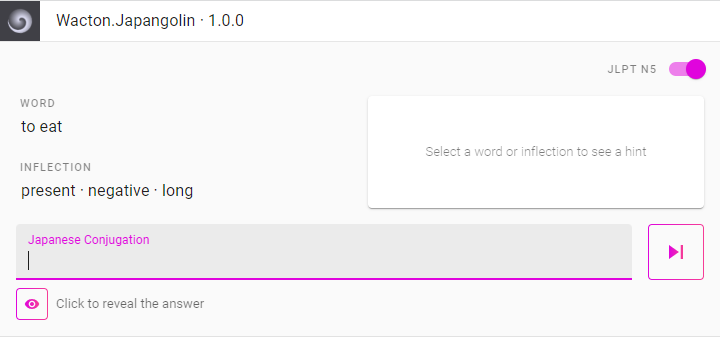 Wacton.Japangolin · 1.0.0
JLPT N5
WORD
to eat
INFLECTION
present · negative · long
Select a word or inflection to see a hint
Japanese Conjugation
Click to reveal the answer